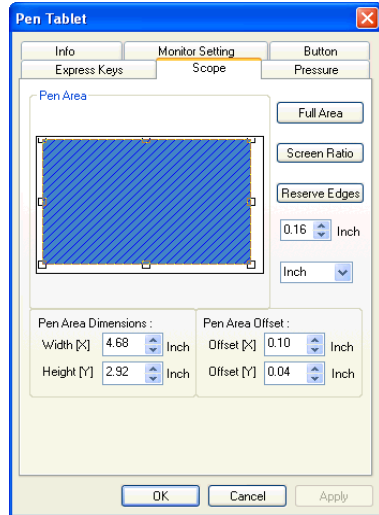 Pen Tablet
Info Monitor Setting Button
Express Keys Scope Pressure
Pen Area
Full Area
Screen Ratio
Reserve Edges
0.16 Inch
Inch
Pen Area Dimensions : Pen Area Offset :
Width [X] 4.68 Inch Offset [X] 0.10 Inch
Height [Y] 2.92 Inch Offset [Y] 0.04 Inch
OK Cancel Apply